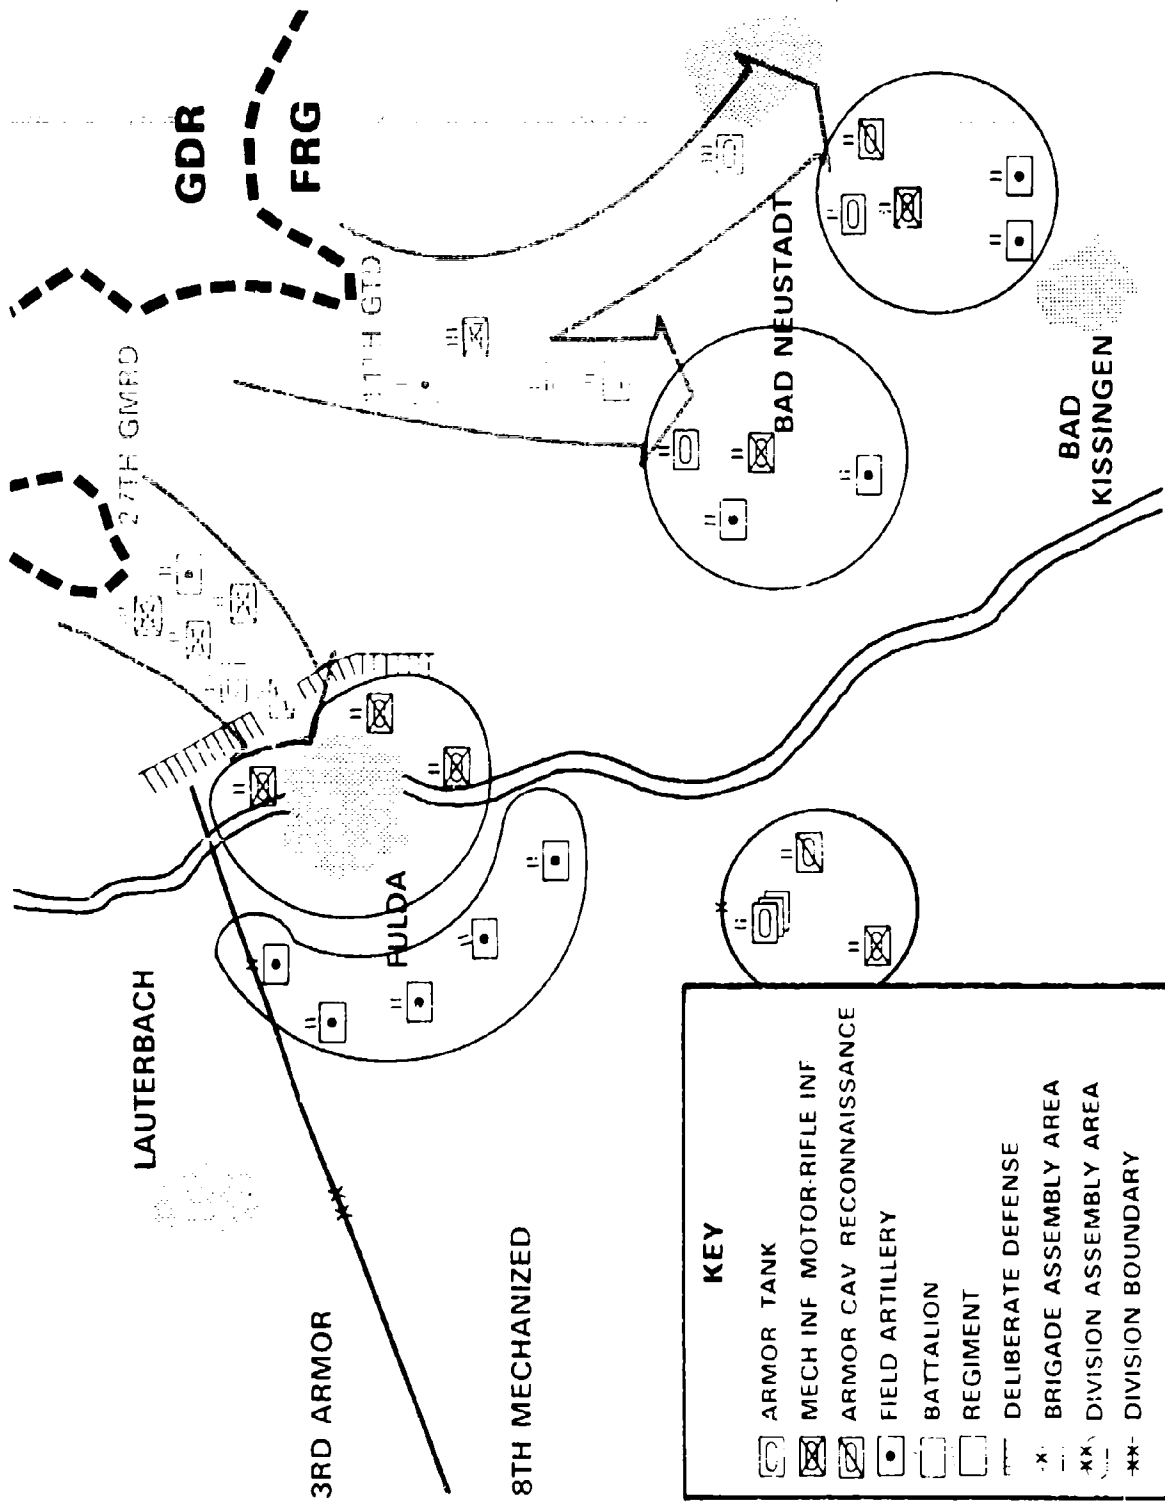 GDR
FRG
27TH GMRD
11TH GTD
BAD NEUSTADT
BAD
KISSINGEN
FULDA
LAUTERBACH
3RD ARMOR
8TH MECHANIZED
KEY
ARMOR TANK
MECH INF MOTOR-RIFLE INF
ARMOR CAV RECONNAISSANCE
FIELD ARTILLERY
BATTALION
REGIMENT
DELIBERATE DEFENSE
BRIGADE ASSEMBLY AREA
DIVISION ASSEMBLY AREA
DIVISION BOUNDARY